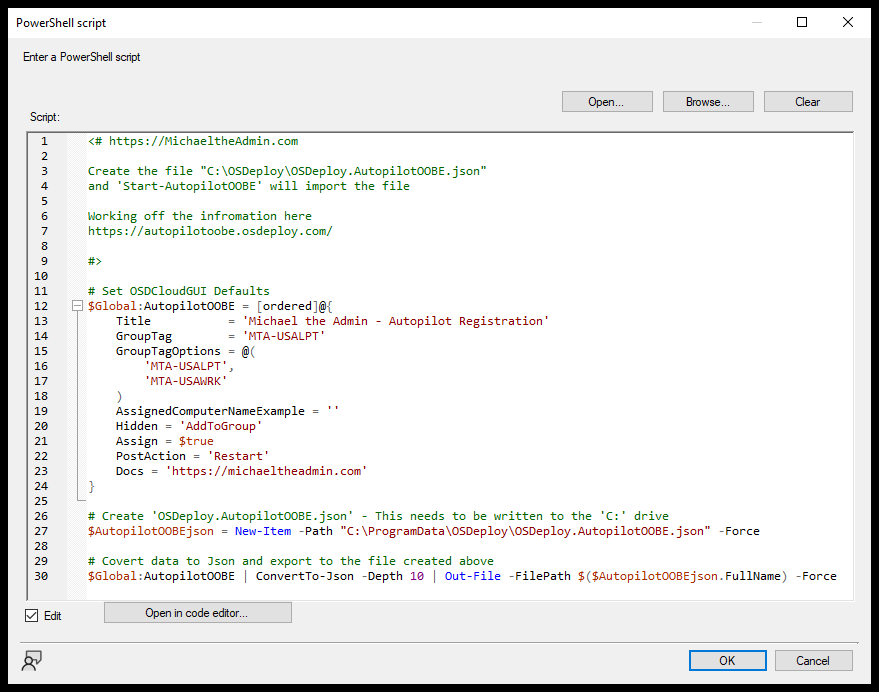 PowerShell script
Enter a PowerShell script
Open... Browse... Clear
Script:
1 <# https://MichaeltheAdmin.com
2
3 Create the file "C:\OSDeploy\OSDeploy.AutopilotOOBE.json"
4 and 'Start-AutopilotOOBE' will import the file
5
6 Working off the infromation here
7 https://autopilotoobe.osdeploy.com/
8
9 #>
10
11 # Set OSDCloudGUI Defaults
12 $Global:AutopilotOOBE = [ordered]@{
13     Title           = 'Michael the Admin - Autopilot Registration'
14     GroupTag        = 'MTA-USALPT'
15     GroupTagOptions = @(
16         'MTA-USALPT',
17         'MTA-USAWRK'
18     )
19     AssignedComputerNameExample = ''
20     Hidden = 'AddToGroup'
21     Assign = $true
22     PostAction = 'Restart'
23     Docs = 'https://michaeltheadmin.com'
24 }
25
26 # Create 'OSDeploy.AutopilotOOBE.json' - This needs to be written to the 'C:' drive
27 $AutopilotOOBEjson = New-Item -Path "C:\ProgramData\OSDeploy\OSDeploy.AutopilotOOBE.json" -Force
28
29 # Covert data to Json and export to the file created above
30 $Global:AutopilotOOBE | ConvertTo-Json -Depth 10 | Out-File -FilePath $($AutopilotOOBEjson.FullName) -Force
Edit Open in code editor...
OK Cancel